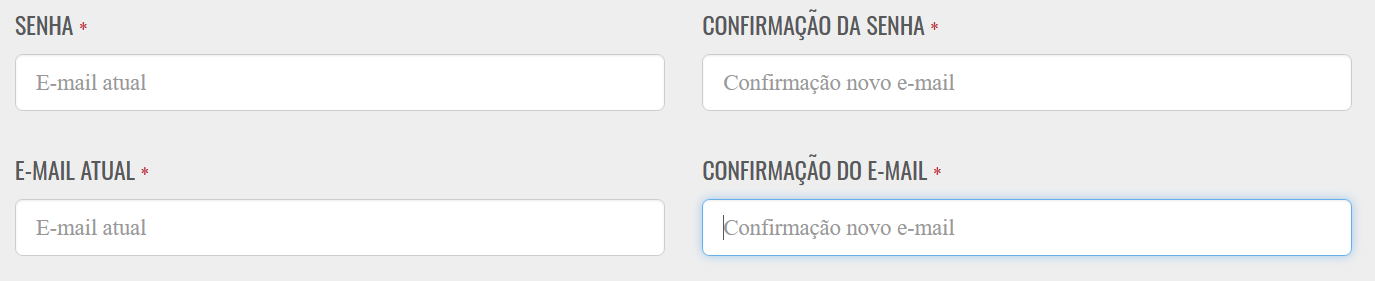 SENHA *
CONFIRMAÇÃO DA SENHA *
E-mail atual
Confirmação novo e-mail
E-MAIL ATUAL *
CONFIRMAÇÃO DO E-MAIL *
E-mail atual
Confirmação novo e-mail